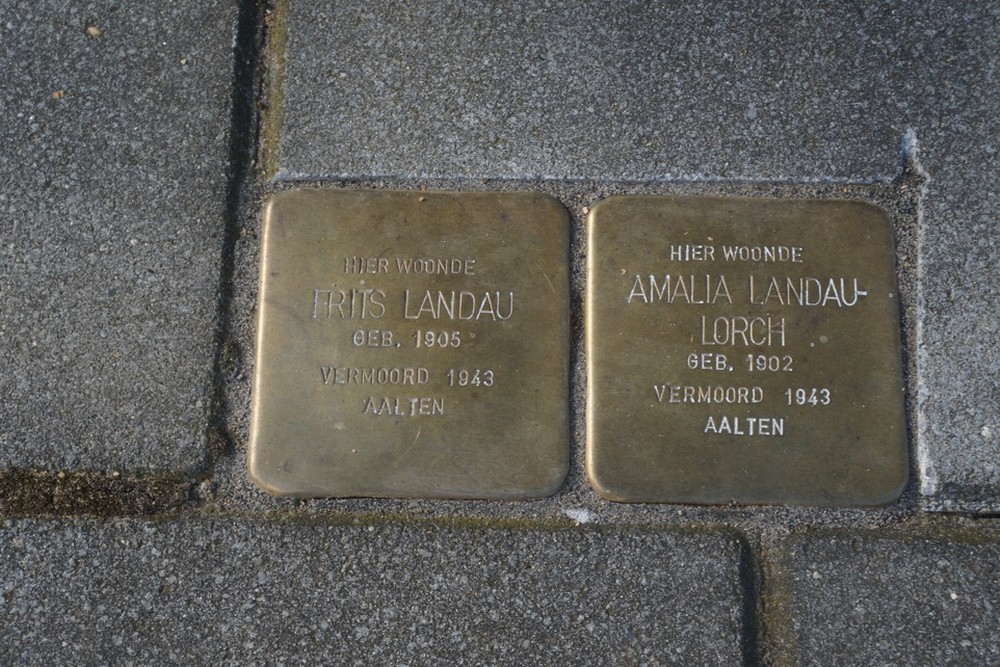 HIER WOONDE
FRITS LANDAU
GEB. 1905
VERMOORD 1943
AALTEN
HIER WOONDE
AMALIA LANDAU-
LORCH
GEB. 1902
VERMOORD 1943
AALTEN